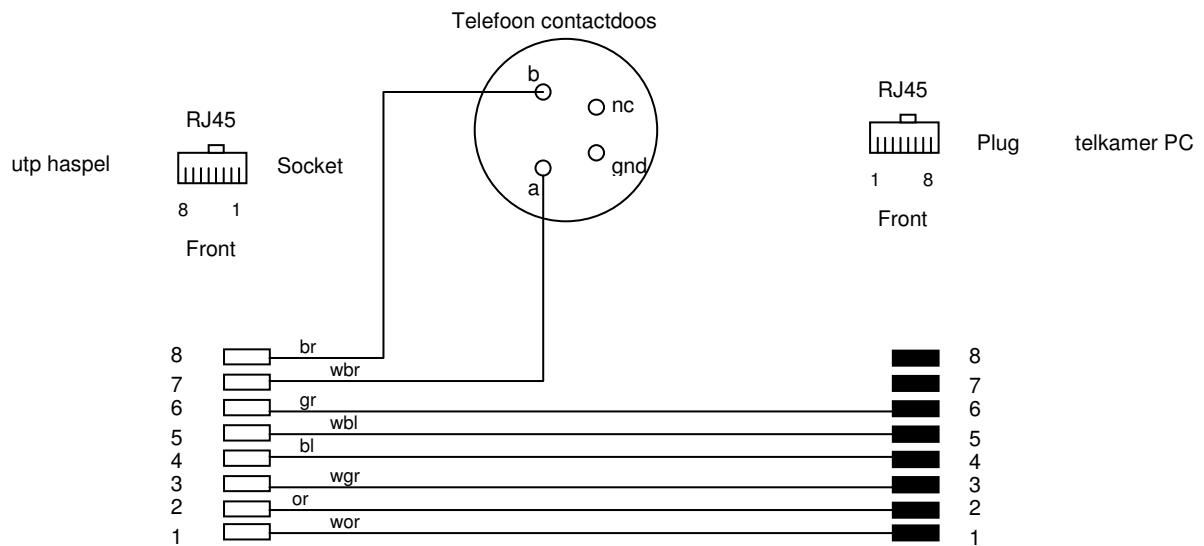 Telefoon contactdoos
b
nc
gnd
a
RJ45
utp haspel
Socket
8 1
Front
RJ45
Plug
telkamer PC
1 8
Front
8 br 8
7 wbr 7
6 gr 6
5 wbl 5
4 bl 4
3 wgr 3
2 or 2
1 wor 1